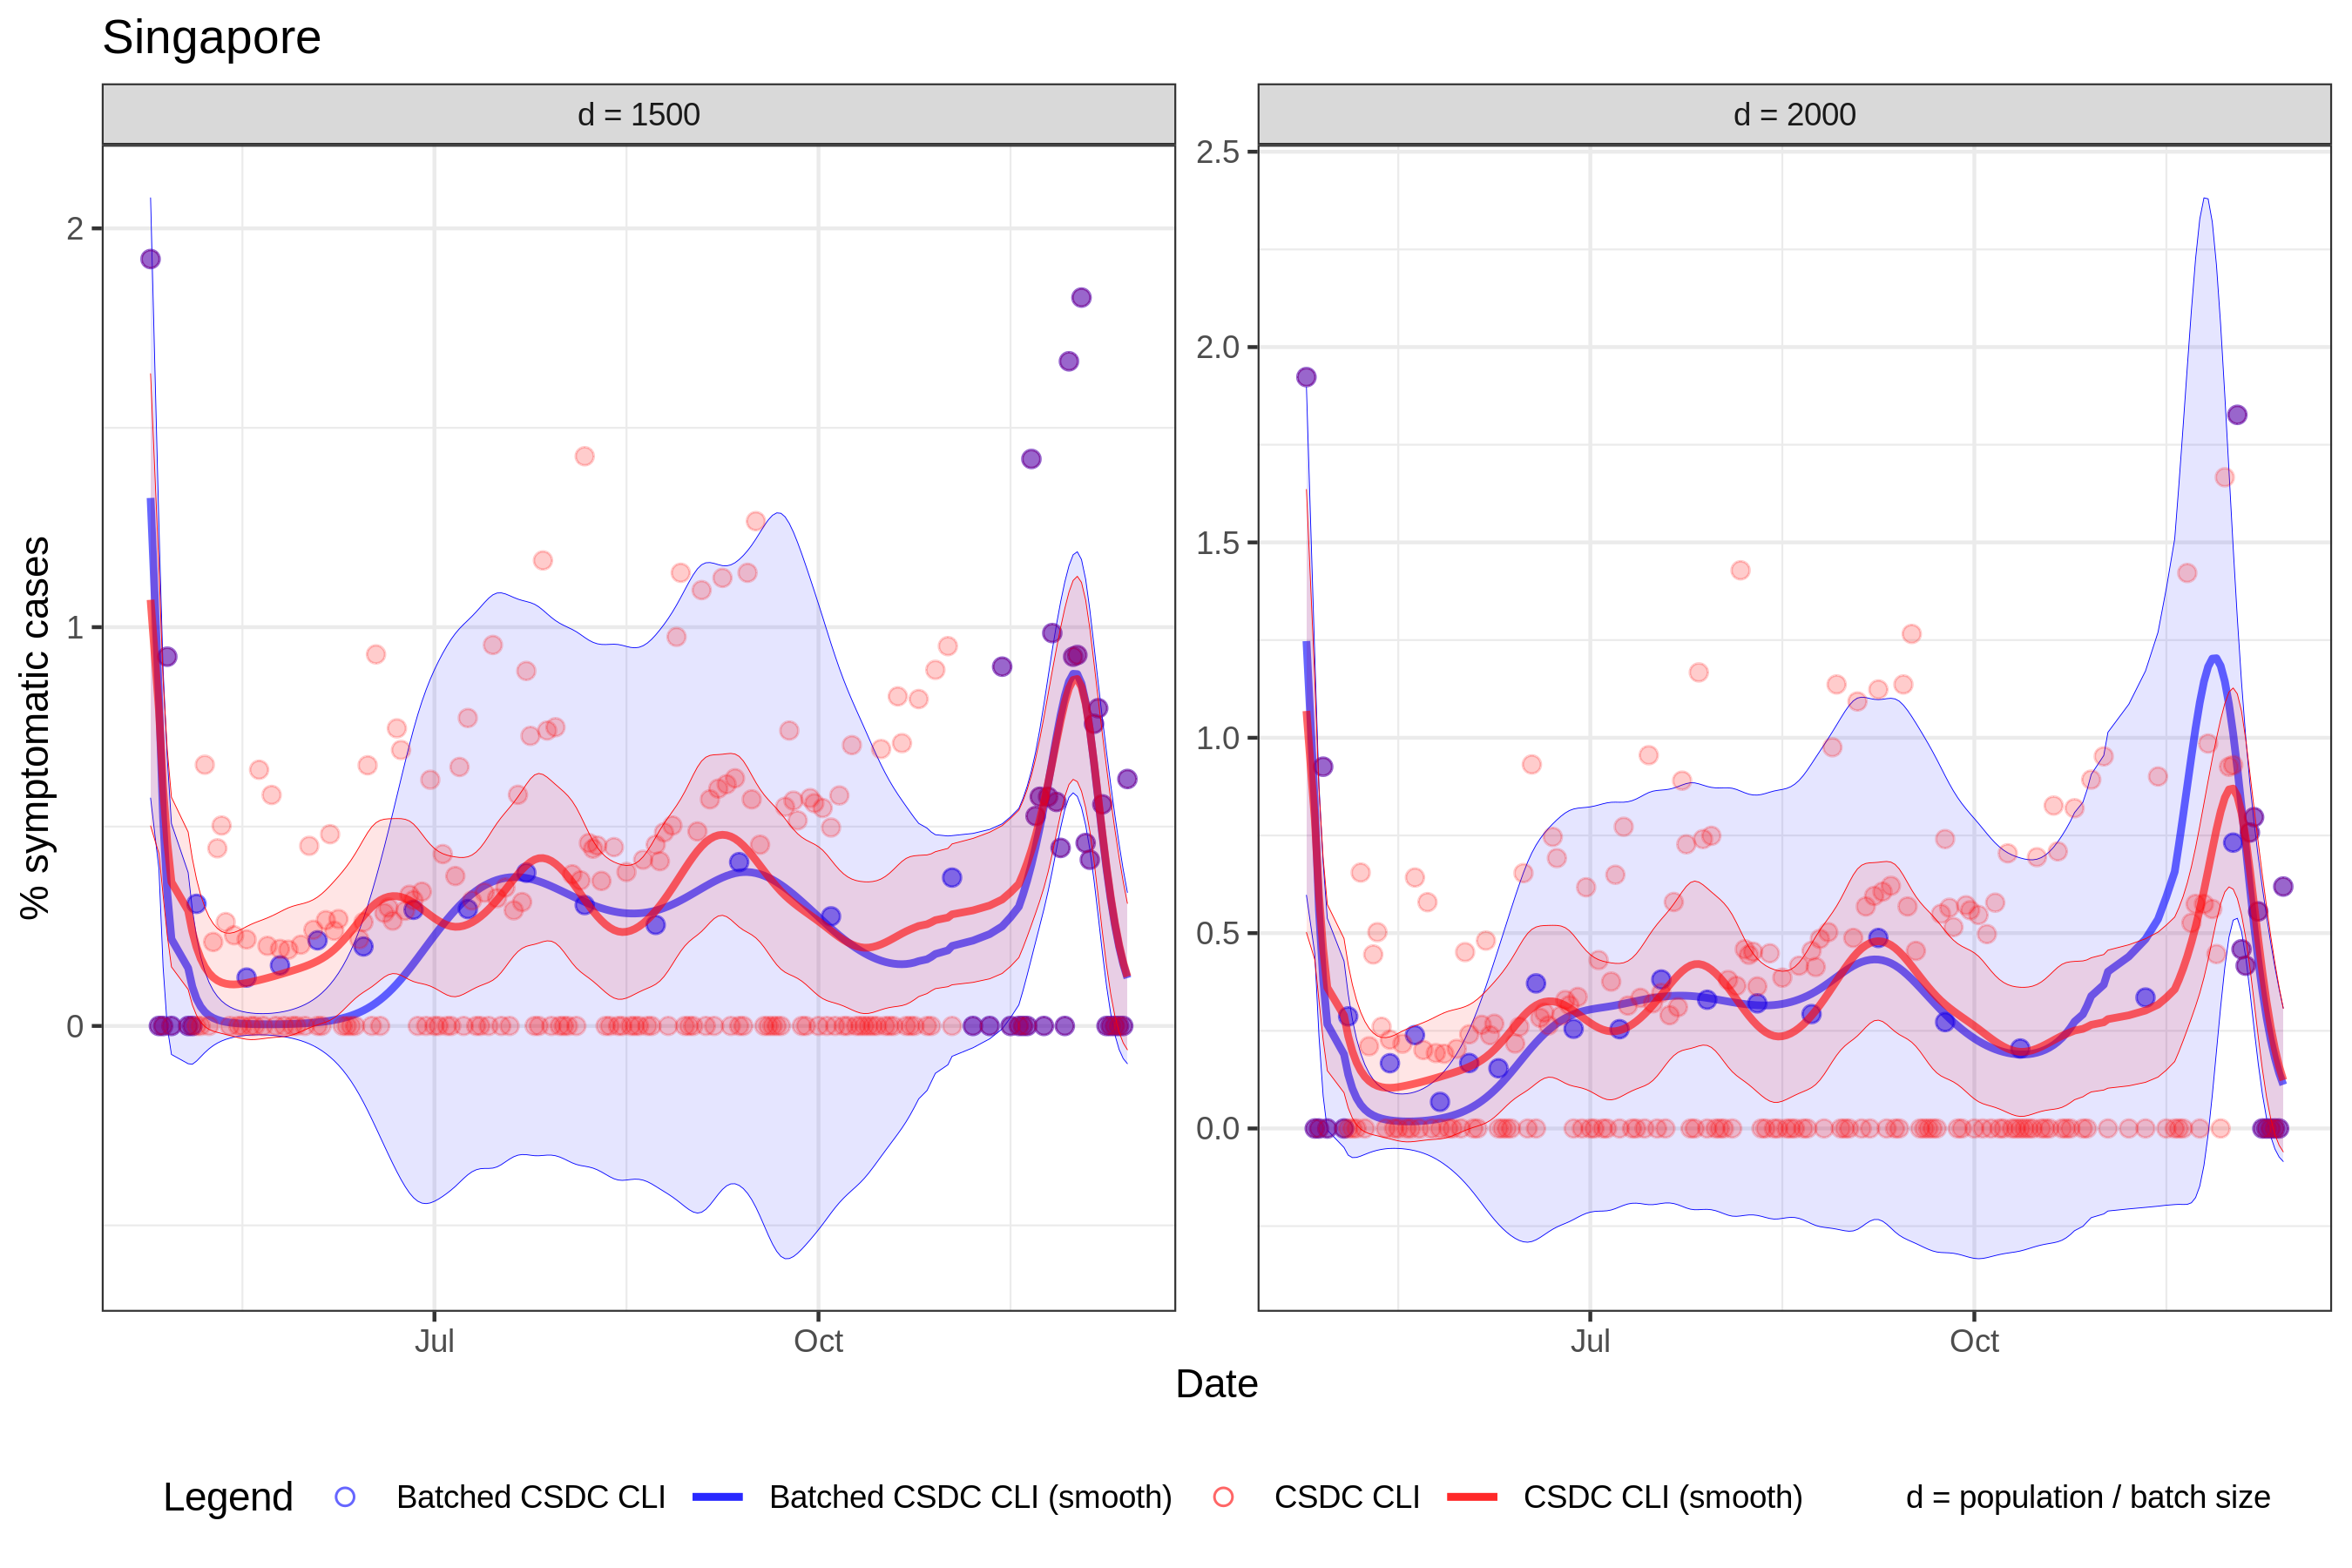 Singapore
d = 1500
d = 2000
% symptomatic cases
2
1
0
2.5
2.0
1.5
1.0
0.5
0.0
Jul
Oct
Jul
Oct
Date
Legend
Batched CSDC CLI
Batched CSDC CLI (smooth)
CSDC CLI
CSDC CLI (smooth)
d = population / batch size